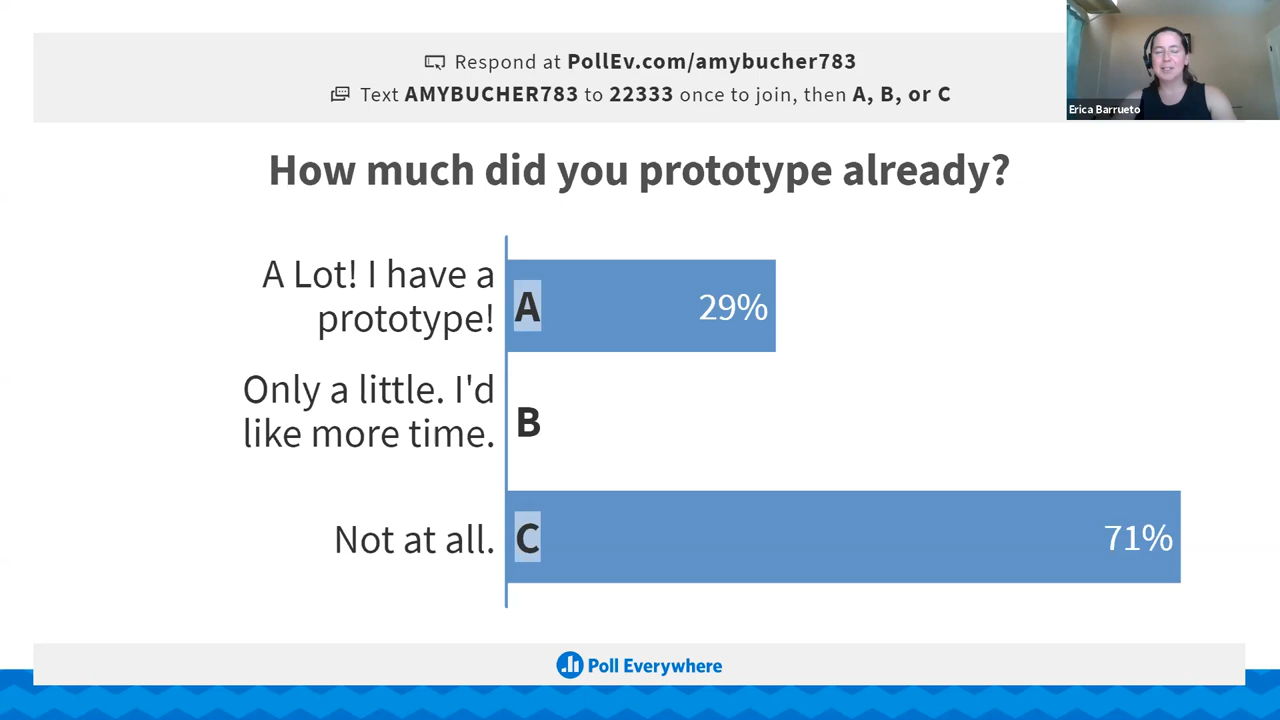 Respond at PollEv.com/amybucher783
Text AMYBUCHER783 to 22333 once to join, then A, B, or C
Erica Barrueto
How much did you prototype already?
A Lot! I have a
prototype!
A
29%
Only a little. I'd
like more time.
B
Not at all.
C
71%
Poll Everywhere